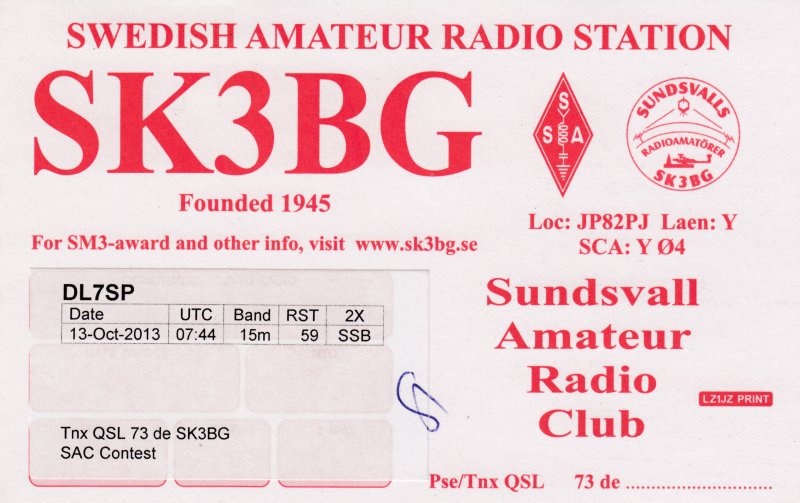 SWEDISH AMATEUR RADIO STATION
SK3BG
S
S A
SUNDSVALLS
RADIOAMATÖRER
SK3BG
Founded 1945
Loc: JP82PJ Laen: Y
SCA: Y Ø4
For SM3-award and other info, visit www.sk3bg.se
DL7SP
Date UTC Band RST 2X
13-Oct-2013 07:44 15m 59 SSB
Tnx QSL 73 de SK3BG
SAC Contest
Sundsvall
Amateur
Radio
Club
LZ1JZ PRINT
Pse/Tnx QSL 73 de ..............................